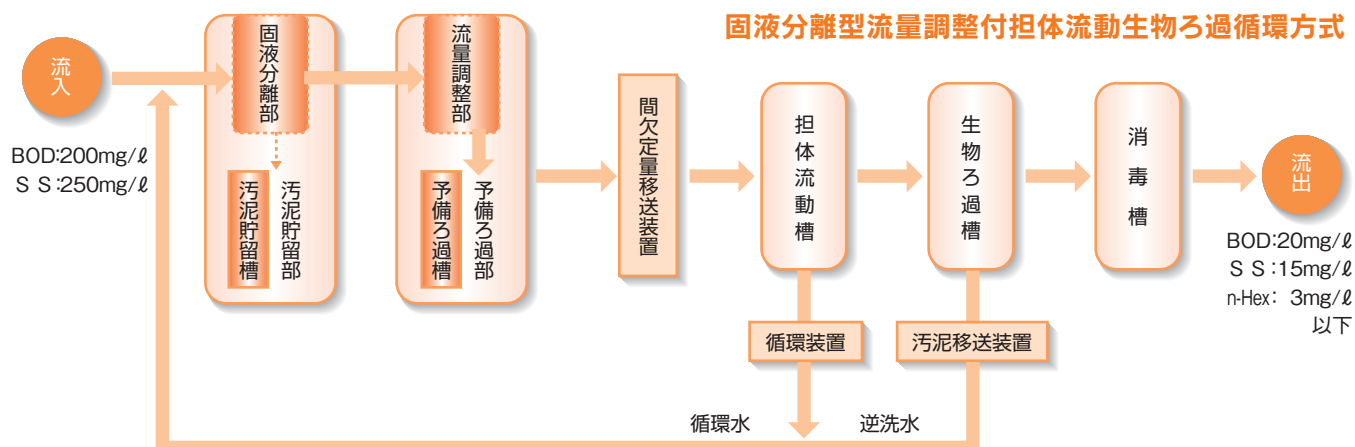 固液分離型流量調整付担体流動生物ろ過循環方式
流入
BOD:200mg/ℓ
S S:250mg/ℓ
固液分離部
汚泥貯留槽
汚泥貯留部
流量調整部
予備ろ過槽
予備ろ過部
間欠定量移送装置
担体流動槽
生物ろ過槽
消毒槽
流出
BOD:20mg/ℓ
S S:15mg/ℓ
n-Hex: 3mg/ℓ
以下
循環装置
汚泥移送装置
循環水
逆洗水